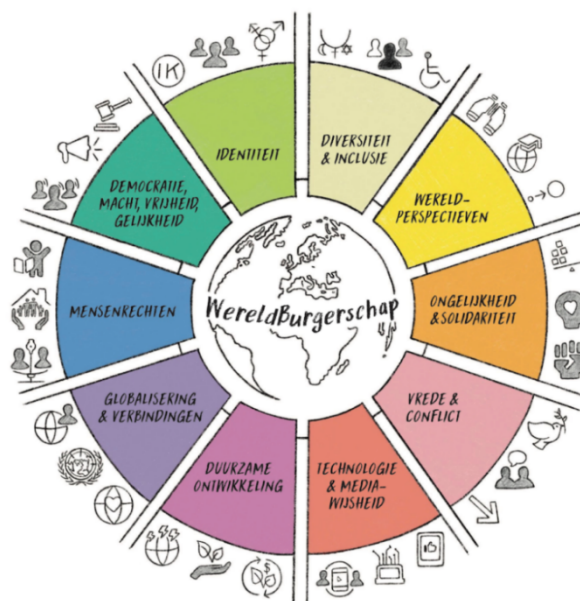 IDENTITEIT
DIVERSITEIT
& INCLUSIE
WERELD-
PERSPECTIEVEN
ONGELIJKHEID
& SOLIDARITEIT
VREDE &
CONFLICT
TECHNOLOGIE
& MEDIA-
WIJSHEID
DUURZAME
ONTWIKKELING
GLOBALISERING
& VERBINDINGEN
MENSENRECHTEN
DEMOCRATIE,
MACHT, VRIJHEID,
GELIJKHEID
WereldBurgerschap
IK
$